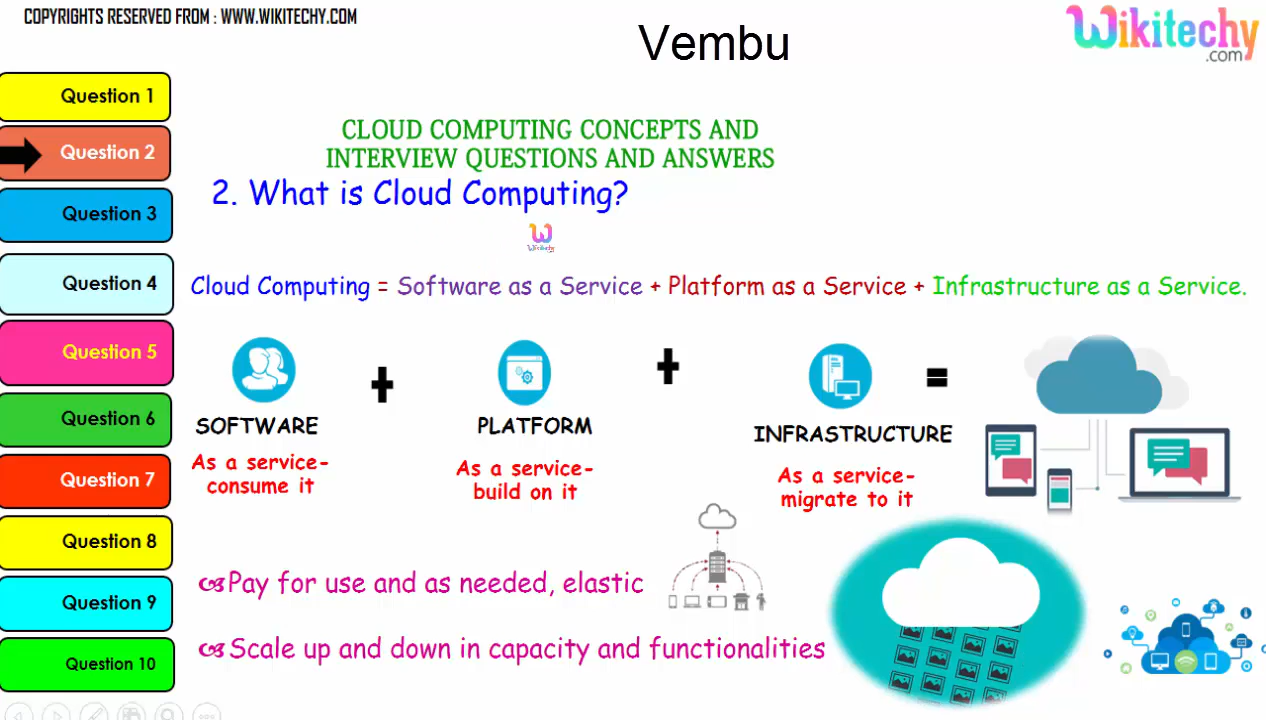 COPYRIGHTS RESERVED FROM : WWW.WIKITECHY.COM
Vembu
Wikitechy
.com
Question 1
Question 2
Question 3
Question 4
Question 5
Question 6
Question 7
Question 8
Question 9
Question 10
CLOUD COMPUTING CONCEPTS AND
INTERVIEW QUESTIONS AND ANSWERS
2. What is Cloud Computing?
W
Wikitechy
Cloud Computing = Software as a Service + Platform as a Service + Infrastructure as a Service.
+
+
=
SOFTWARE
As a service-
consume it
PLATFORM
As a service-
build on it
INFRASTRUCTURE
As a service-
migrate to it
Pay for use and as needed, elastic
Scale up and down in capacity and functionalities